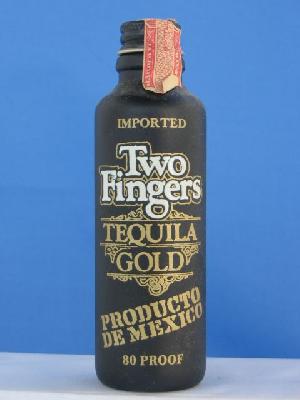 IMPORTED
Two
Fingers
TEQUILA
GOLD
PRODUCTO
DE MEXICO
80 PROOF